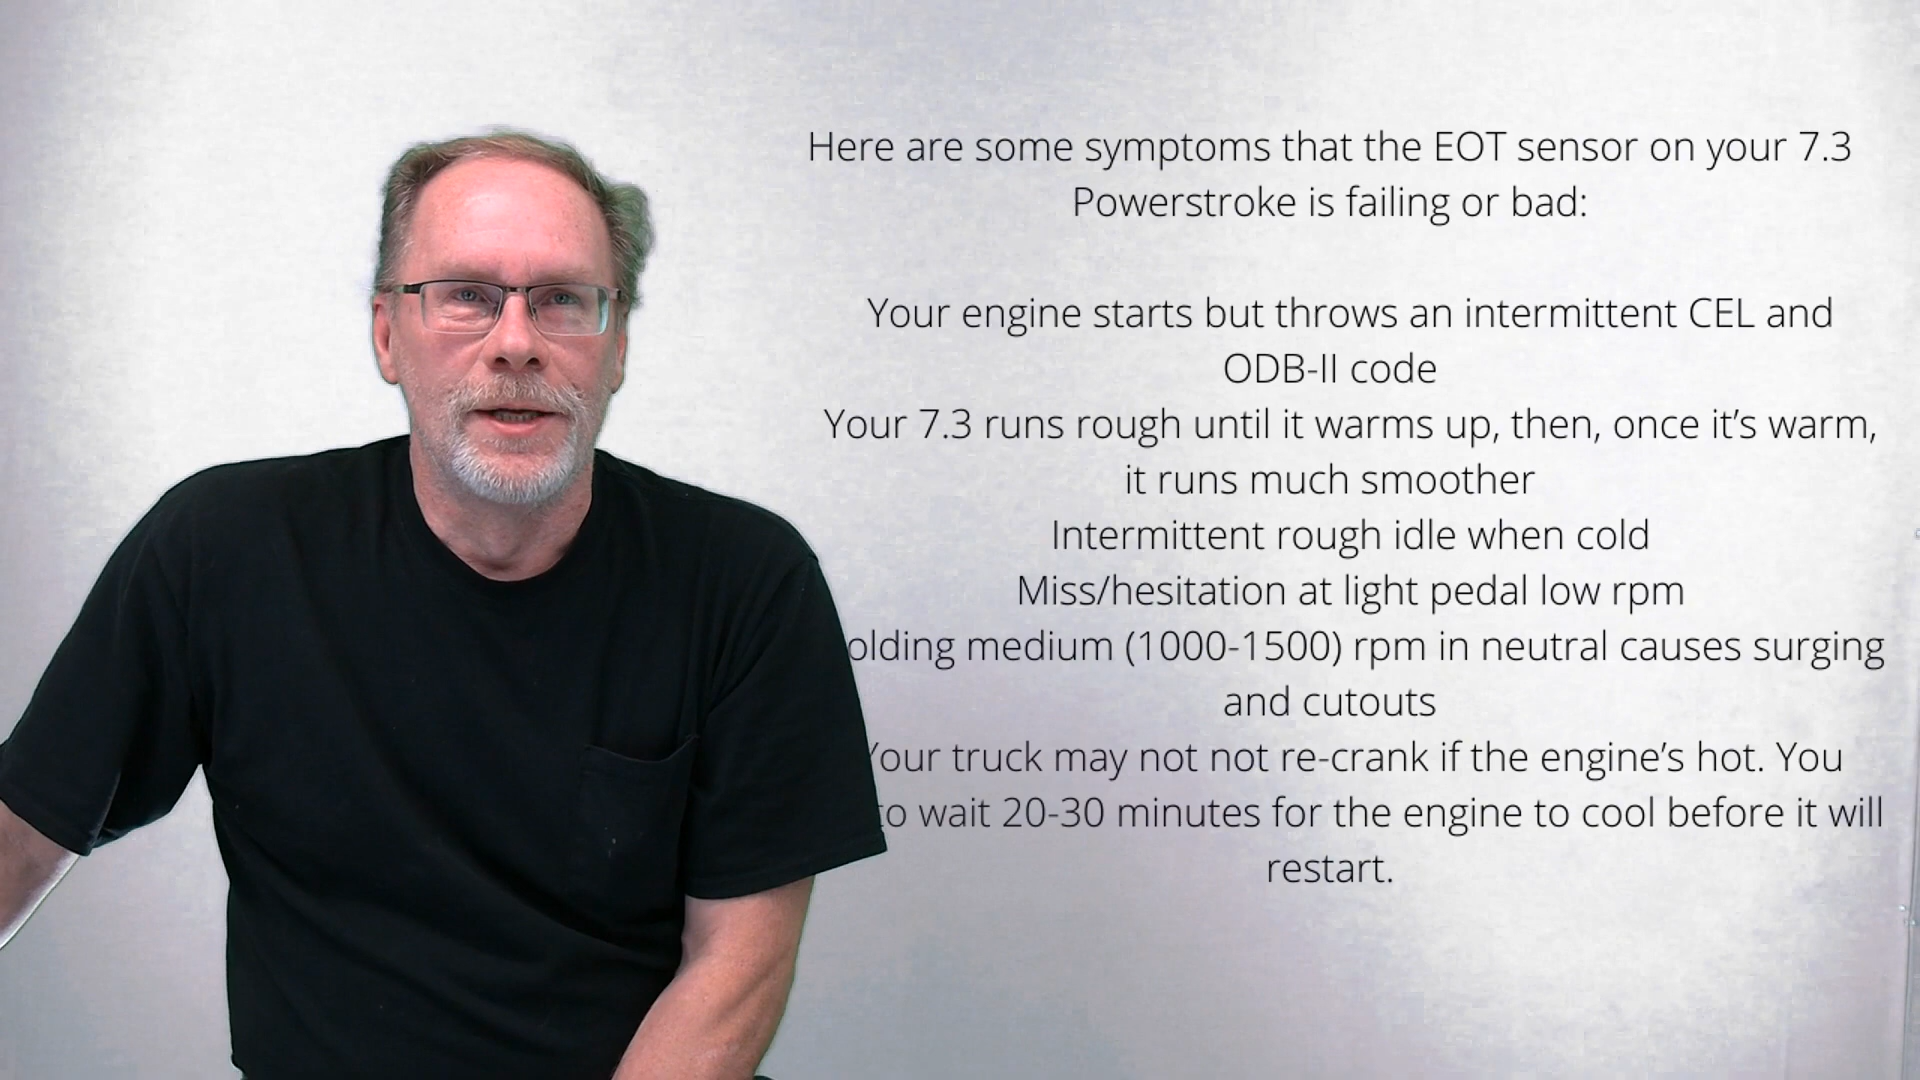 Here are some symptoms that the EOT sensor on your 7.3
Powerstroke is failing or bad:
Your engine starts but throws an intermittent CEL and
ODB-II code
Your 7.3 runs rough until it warms up, then, once it’s warm,
it runs much smoother
Intermittent rough idle when cold
Miss/hesitation at light pedal low rpm
olding medium (1000-1500) rpm in neutral causes surging
and cutouts
Your truck may not not re-crank if the engine’s hot. You
to wait 20-30 minutes for the engine to cool before it will
restart.